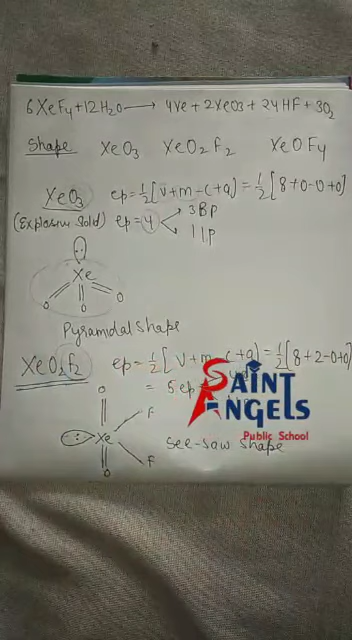 6XeF4+12H2O → 4Xe + 2XeO3 + 24HF + 3O2
Shape XeO3 XeO2F2 XeOF4
XeO3 ep = 1/2[V+m-c+a] = 1/2[8+0-0+0]
(Explosive Solid) ep = 4 3BP
1lp
Xe
O O O
Pyramidal Shape
XeO2F2 ep = 1/2[V+m-c+a] = 1/2[8+2-0+0]
= 5ep
O
F
Xe See-saw shape
F
O
SAINT
ANGELS
Public School